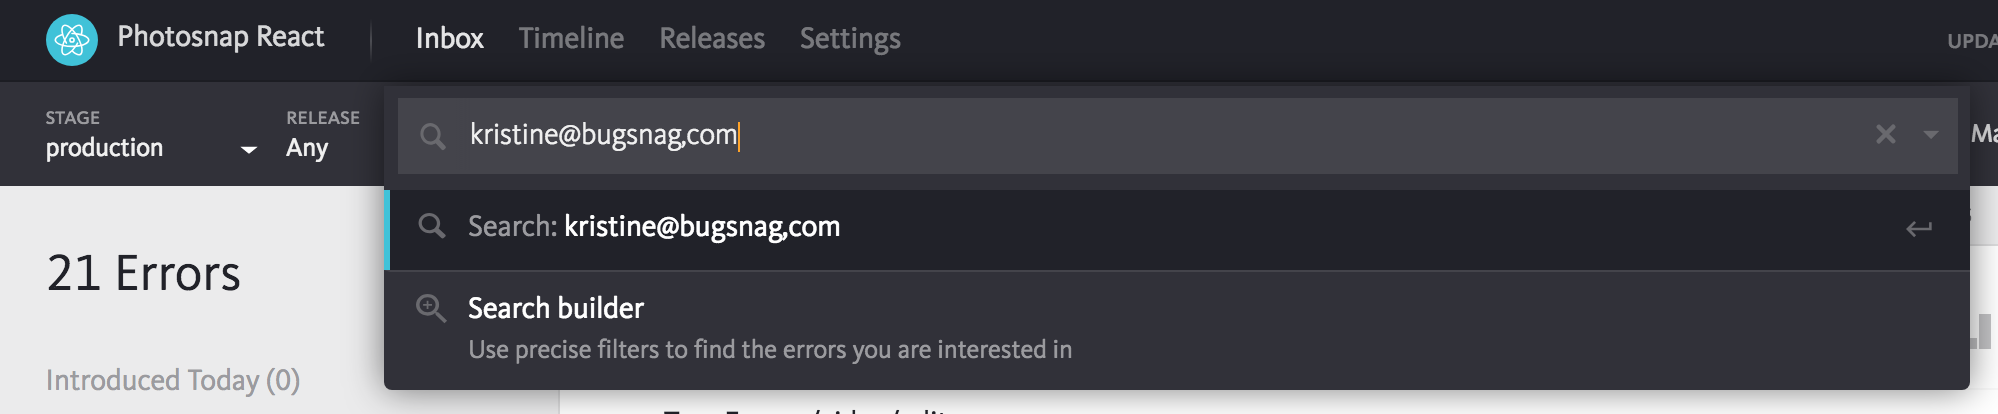 Photosnap React
Inbox Timeline Releases Settings
UPDA
STAGE
production
RELEASE
Any
kristine@bugsnag,com
Ma
Search: kristine@bugsnag,com
Search builder
Use precise filters to find the errors you are interested in
21 Errors
Introduced Today (0)